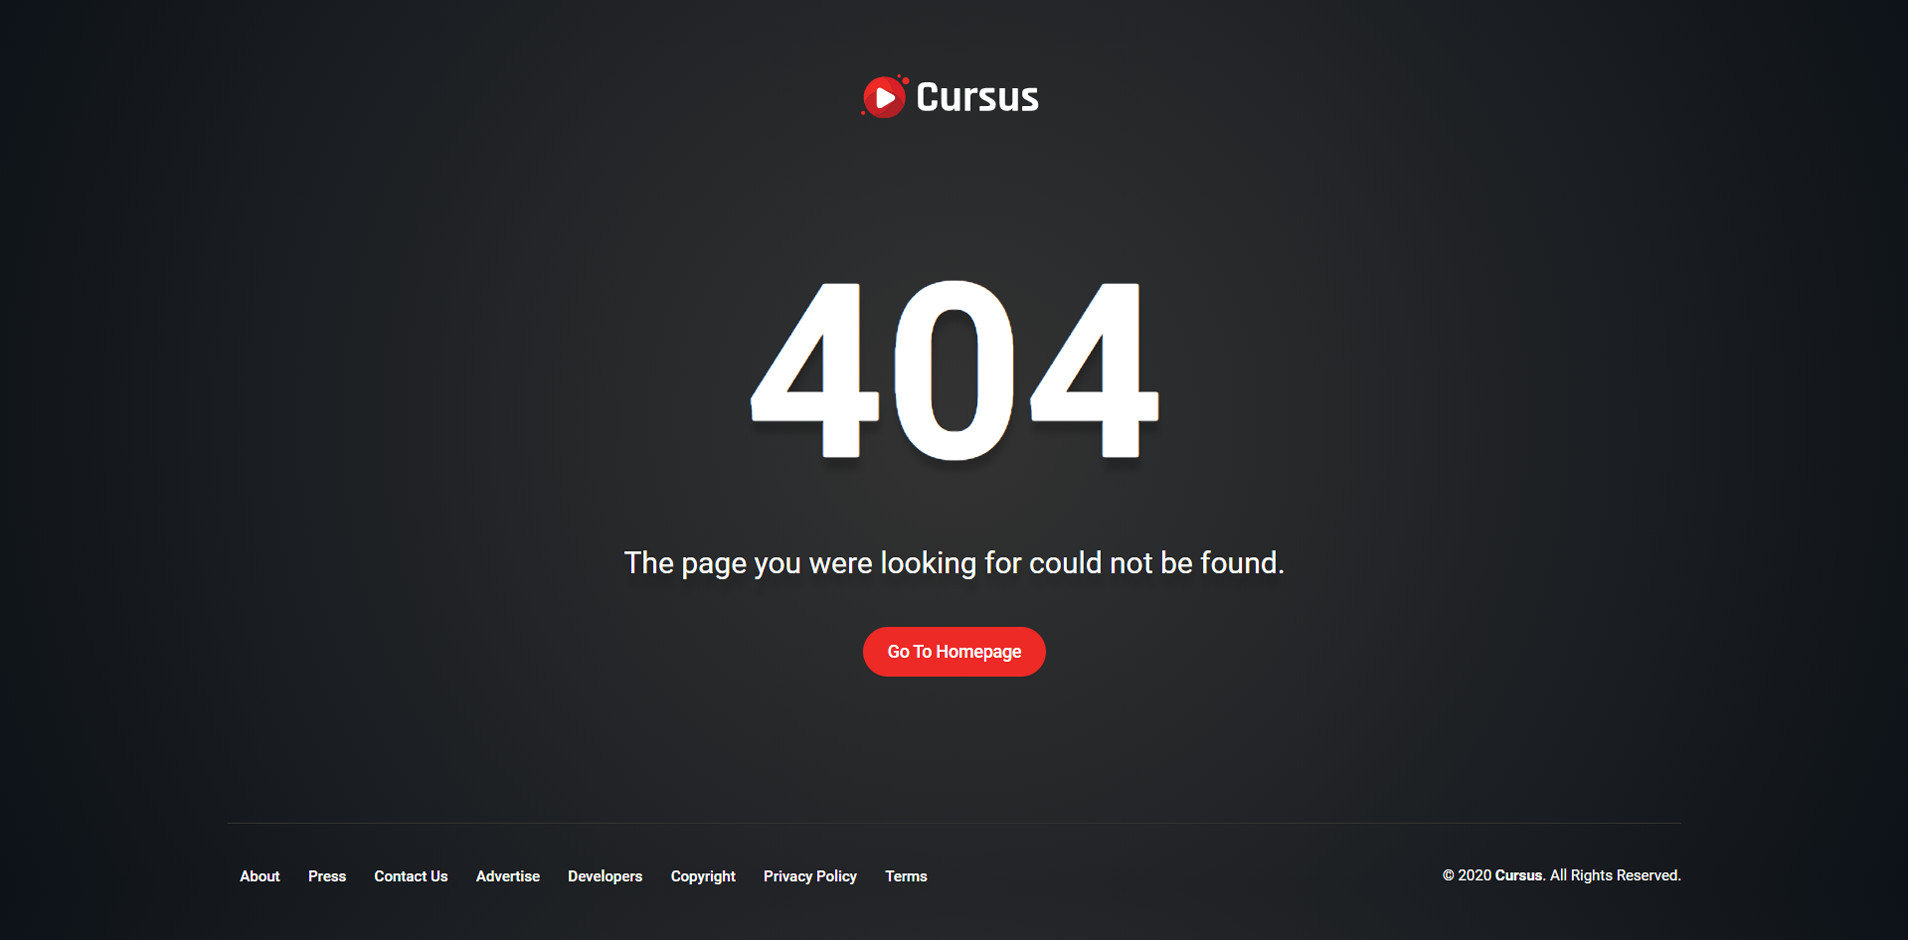 Cursus
404
The page you were looking for could not be found.
Go To Homepage
About Press Contact Us Advertise Developers Copyright Privacy Policy Terms
© 2020 Cursus. All Rights Reserved.